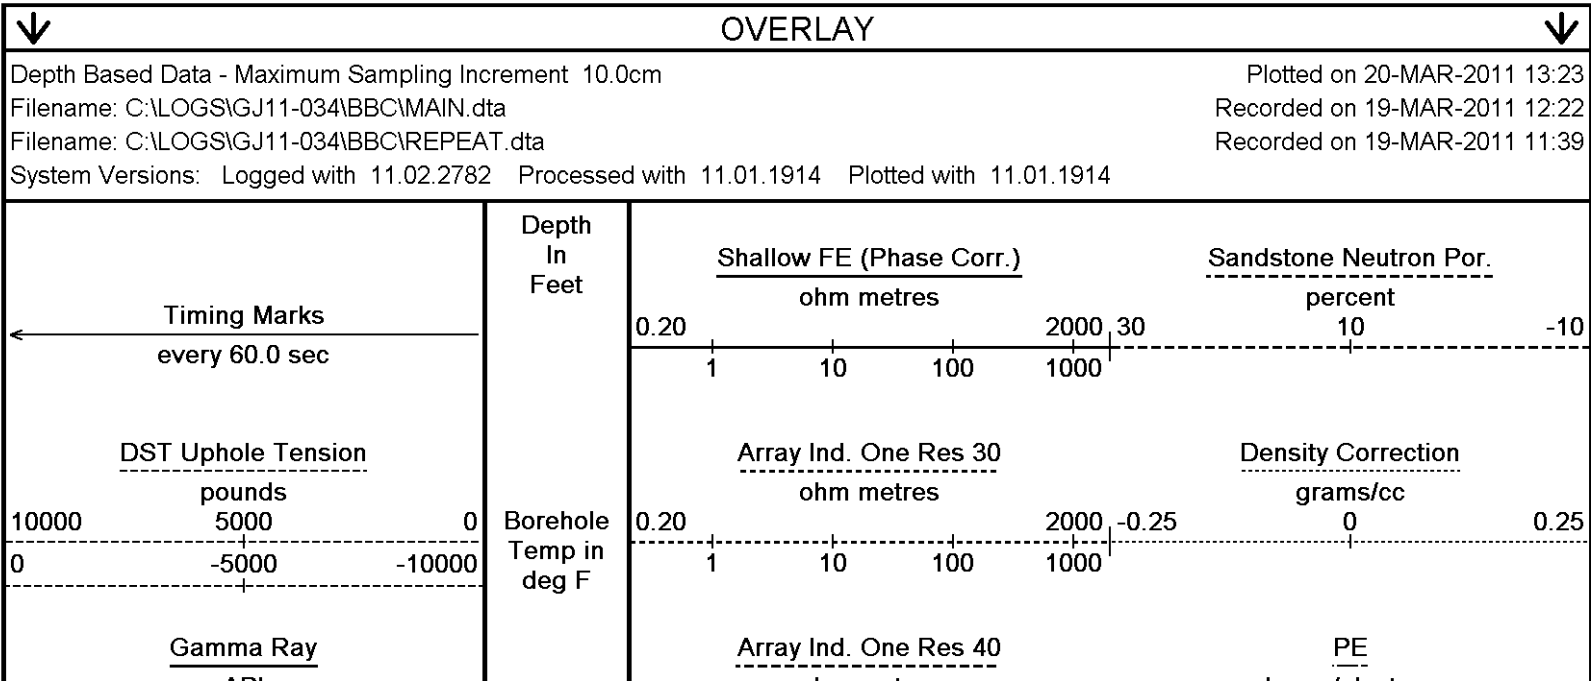 OVERLAY
Depth Based Data - Maximum Sampling Increment 10.0cm Plotted on 20-MAR-2011 13:23
Filename: C:\LOGS\GJ11-034\BBC\MAIN.dta Recorded on 19-MAR-2011 12:22
Filename: C:\LOGS\GJ11-034\BBC\REPEAT.dta Recorded on 19-MAR-2011 11:39
System Versions: Logged with 11.02.2782 Processed with 11.01.1914 Plotted with 11.01.1914
Timing Marks
every 60.0 sec
DST Uphole Tension
pounds
10000 5000 0
0 -5000 -10000
Gamma Ray
Depth
In
Feet
Borehole
Temp in
deg F
Shallow FE (Phase Corr.)
ohm metres
0.20 2000
1 10 100 1000
Array Ind. One Res 30
ohm metres
0.20 2000
1 10 100 1000
Array Ind. One Res 40
Sandstone Neutron Por.
percent
30 10 -10
Density Correction
grams/cc
-0.25 0 0.25
PE